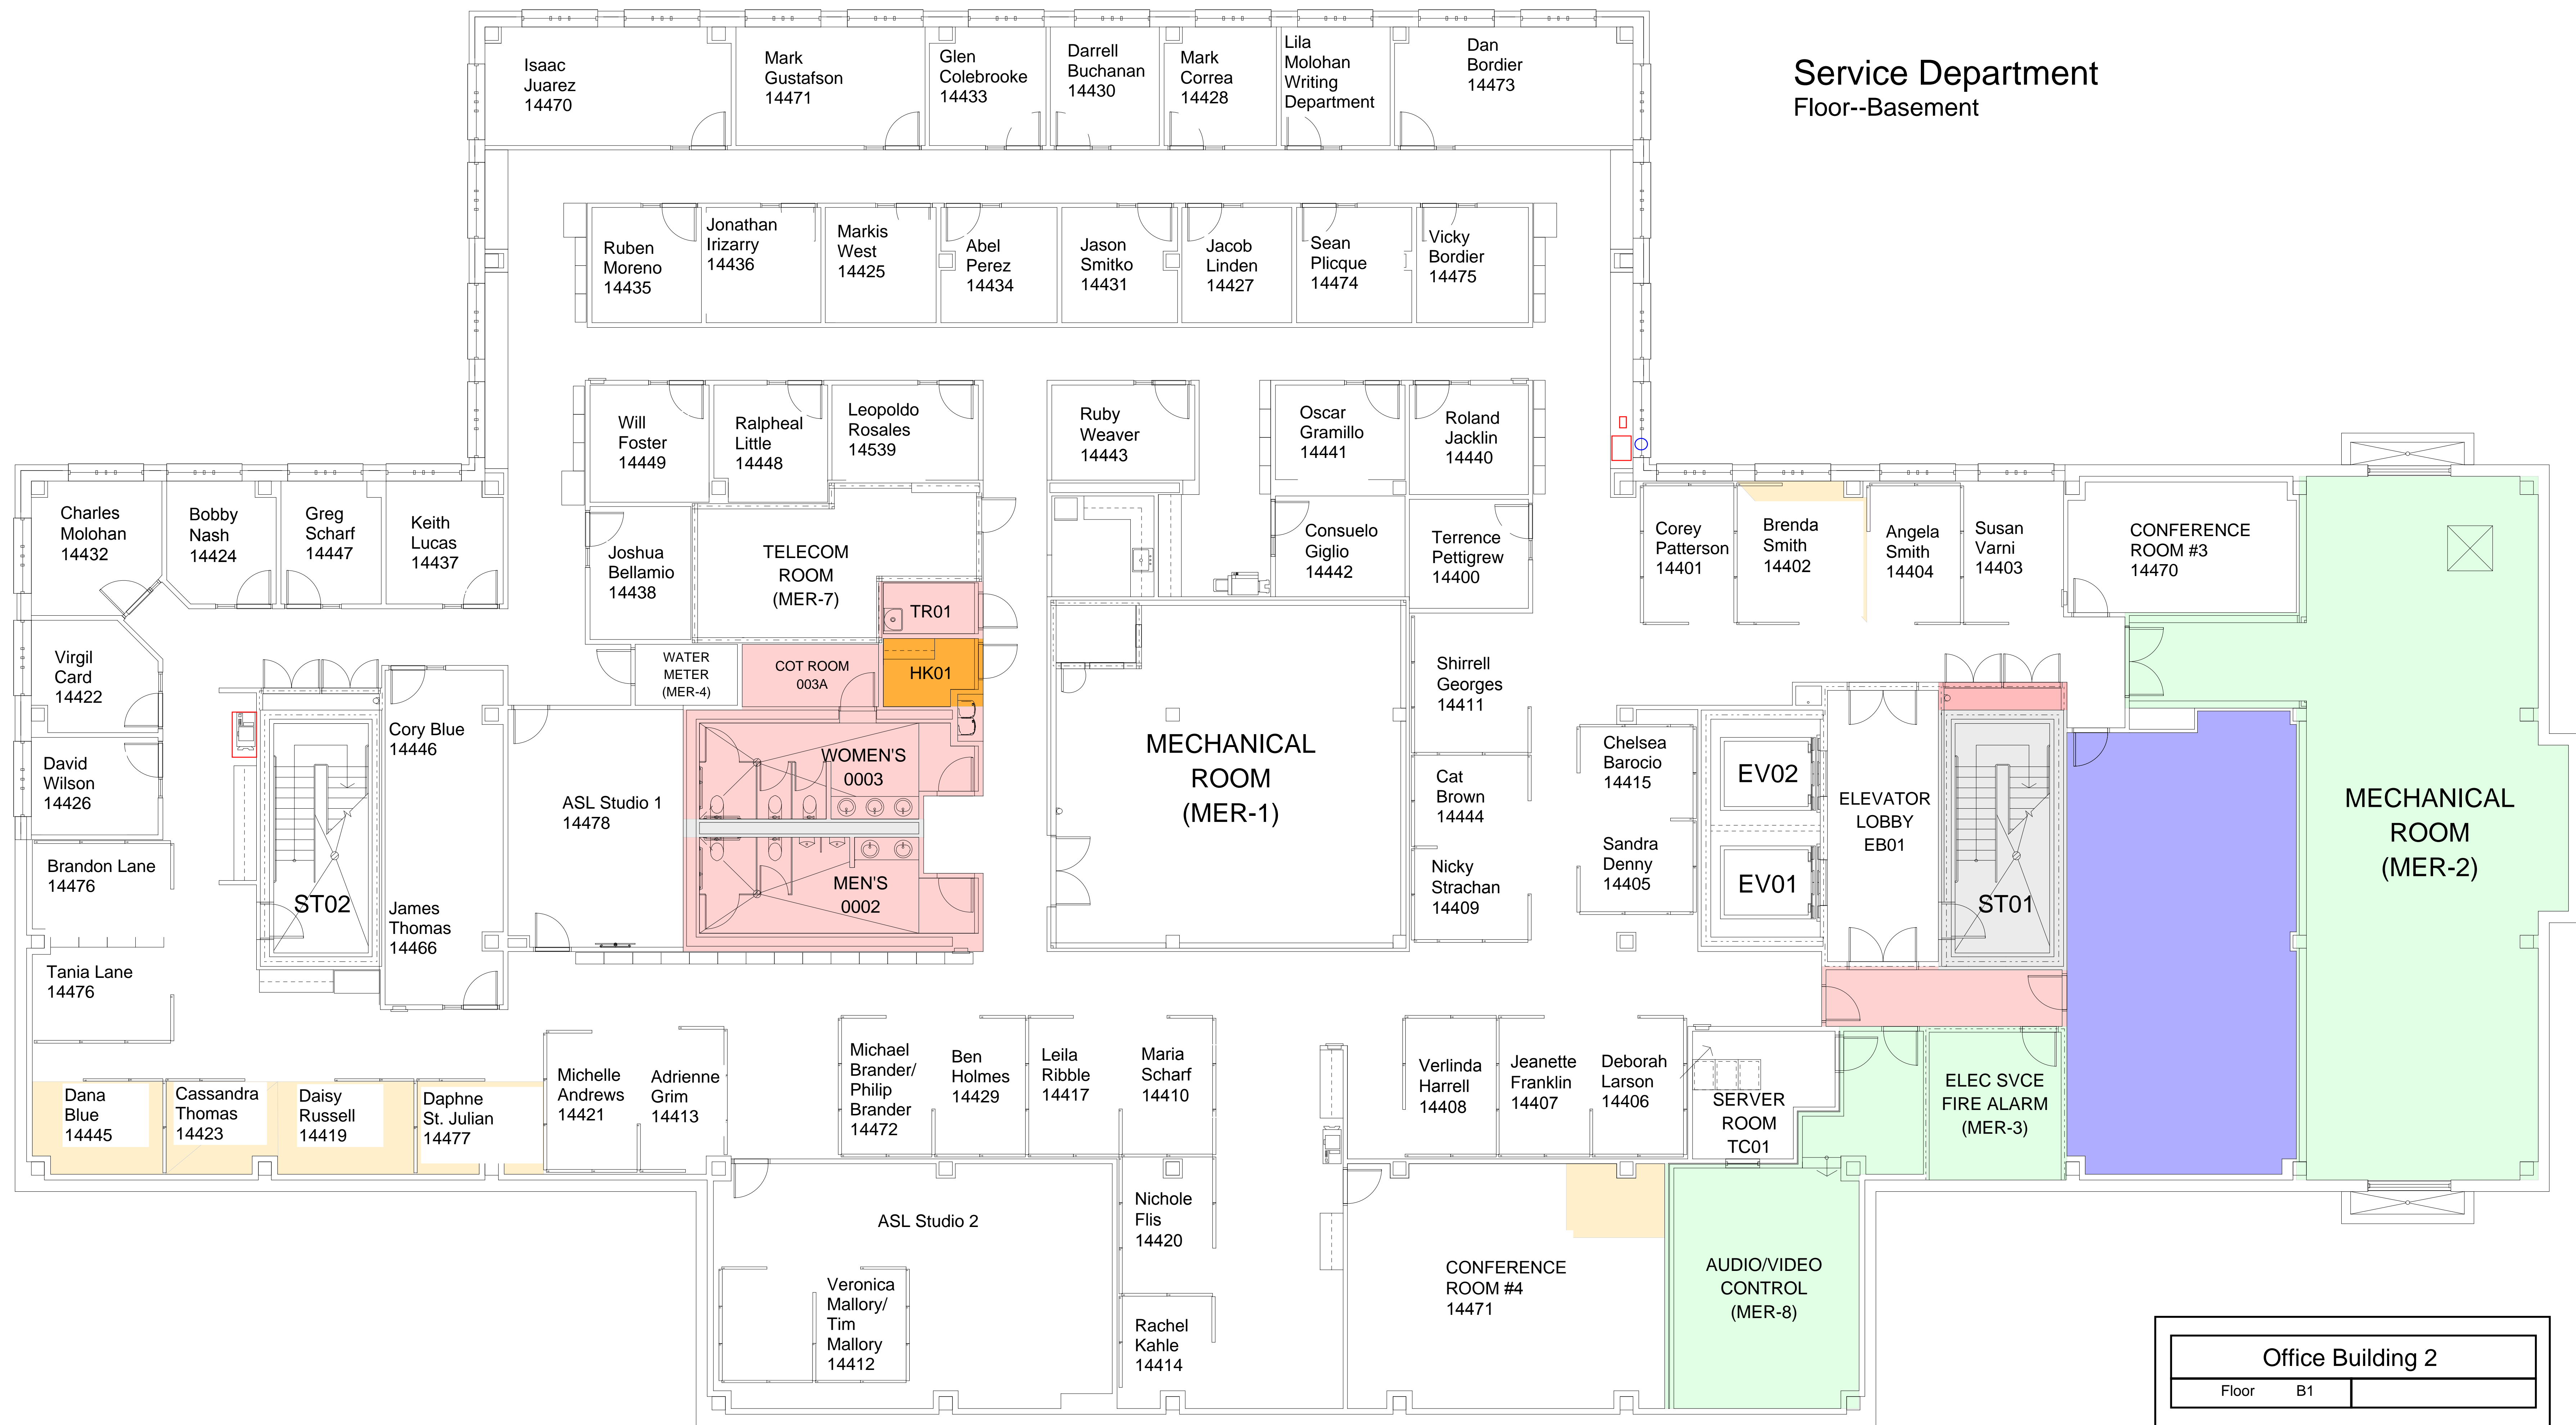 Service Department
Floor--Basement
Isaac
Juarez
14470
Mark
Gustafson
14471
Glen
Colebrooke
14433
Darrell
Buchanan
14430
Mark
Correa
14428
Lila
Molohan
Writing
Department
Dan
Bordier
14473
Ruben
Moreno
14435
Jonathan
Irizarry
14436
Markis
West
14425
Abel
Perez
14434
Jason
Smitko
14431
Jacob
Linden
14427
Sean
Plicque
14474
Vicky
Bordier
14475
Will
Foster
14449
Ralpheal
Little
14448
Leopoldo
Rosales
14539
Ruby
Weaver
14443
Oscar
Gramillo
14441
Roland
Jacklin
14440
Charles
Molohan
14432
Bobby
Nash
14424
Greg
Scharf
14447
Keith
Lucas
14437
Joshua
Bellamio
14438
TELECOM
ROOM
(MER-7)
TR01
Consuelo
Giglio
14442
Terrence
Pettigrew
14400
Corey
Patterson
14401
Brenda
Smith
14402
Angela
Smith
14404
Susan
Varni
14403
CONFERENCE
ROOM #3
14470
Virgil
Card
14422
WATER
METER
(MER-4)
COT ROOM
003A
HK01
Shirrell
Georges
14411
David
Wilson
14426
Cory Blue
14446
ASL Studio 1
14478
WOMEN'S
0003
MECHANICAL
ROOM
(MER-1)
Cat
Brown
14444
Chelsea
Barocio
14415
EV02
ELEVATOR
LOBBY
EB01
MECHANICAL
ROOM
(MER-2)
Brandon Lane
14476
ST02
James
Thomas
14466
MEN'S
0002
Nicky
Strachan
14409
Sandra
Denny
14405
EV01
ST01
Tania Lane
14476
Dana
Blue
14445
Cassandra
Thomas
14423
Daisy
Russell
14419
Daphne
St. Julian
14477
Michelle
Andrews
14421
Adrienne
Grim
14413
Michael
Brander/
Philip
Brander
14472
Ben
Holmes
14429
Leila
Ribble
14417
Maria
Scharf
14410
Verlinda
Harrell
14408
Jeanette
Franklin
14407
Deborah
Larson
14406
SERVER
ROOM
TC01
ELEC SVCE
FIRE ALARM
(MER-3)
ASL Studio 2
Nichole
Flis
14420
Veronica
Mallory/
Tim
Mallory
14412
Rachel
Kahle
14414
CONFERENCE
ROOM #4
14471
AUDIO/VIDEO
CONTROL
(MER-8)
Office Building 2
Floor B1